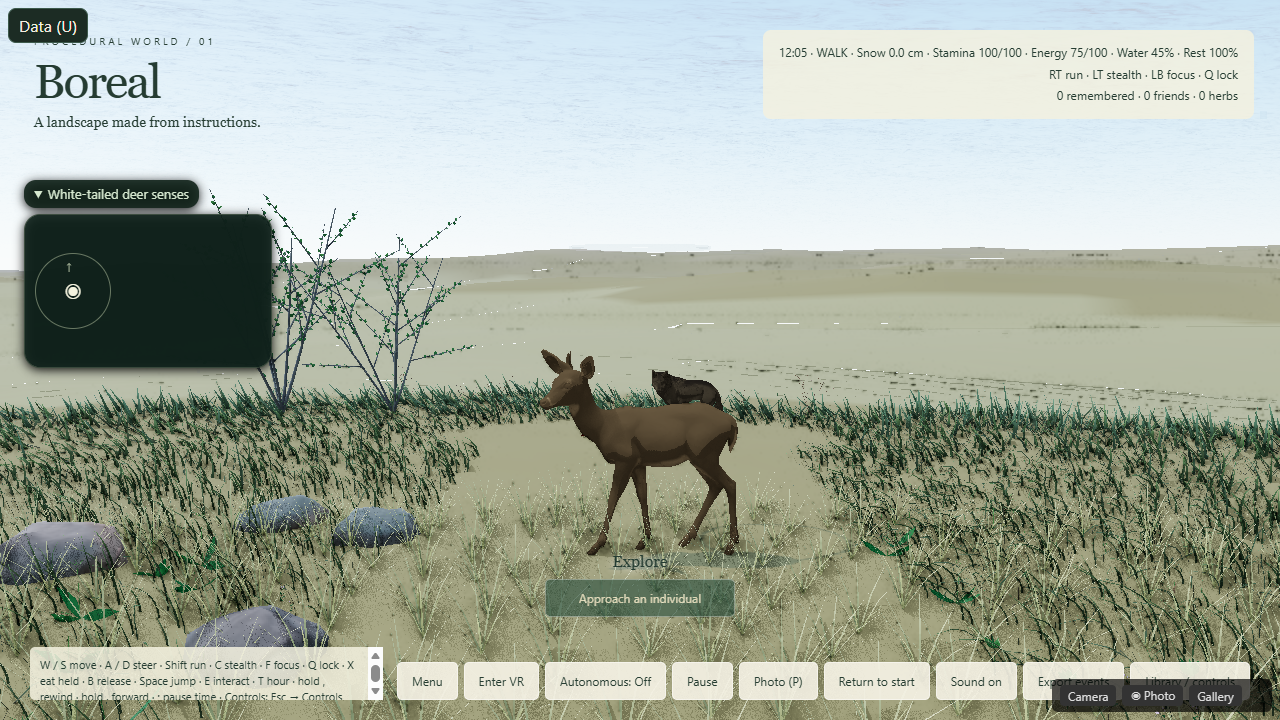 Data (U)
PROCEDURAL WORLD / 01
Boreal
A landscape made from instructions.
12:05 · WALK · Snow 0.0 cm · Stamina 100/100 · Energy 75/100 · Water 45% · Rest 100%
RT run · LT stealth · LB focus · Q lock
0 remembered · 0 friends · 0 herbs
▼ White-tailed deer senses
↑
Explore
Approach an individual
W / S move · A / D steer · Shift run · C stealth · F focus · Q lock · X
eat held · B release · Space jump · E interact · T hour · hold ,
rewind · hold . forward · ; pause time · Controls: Esc → Controls
Menu
Enter VR
Autonomous: Off
Pause
Photo (P)
Return to start
Sound on
Export events
Library / controls
Camera
◉ Photo
Gallery